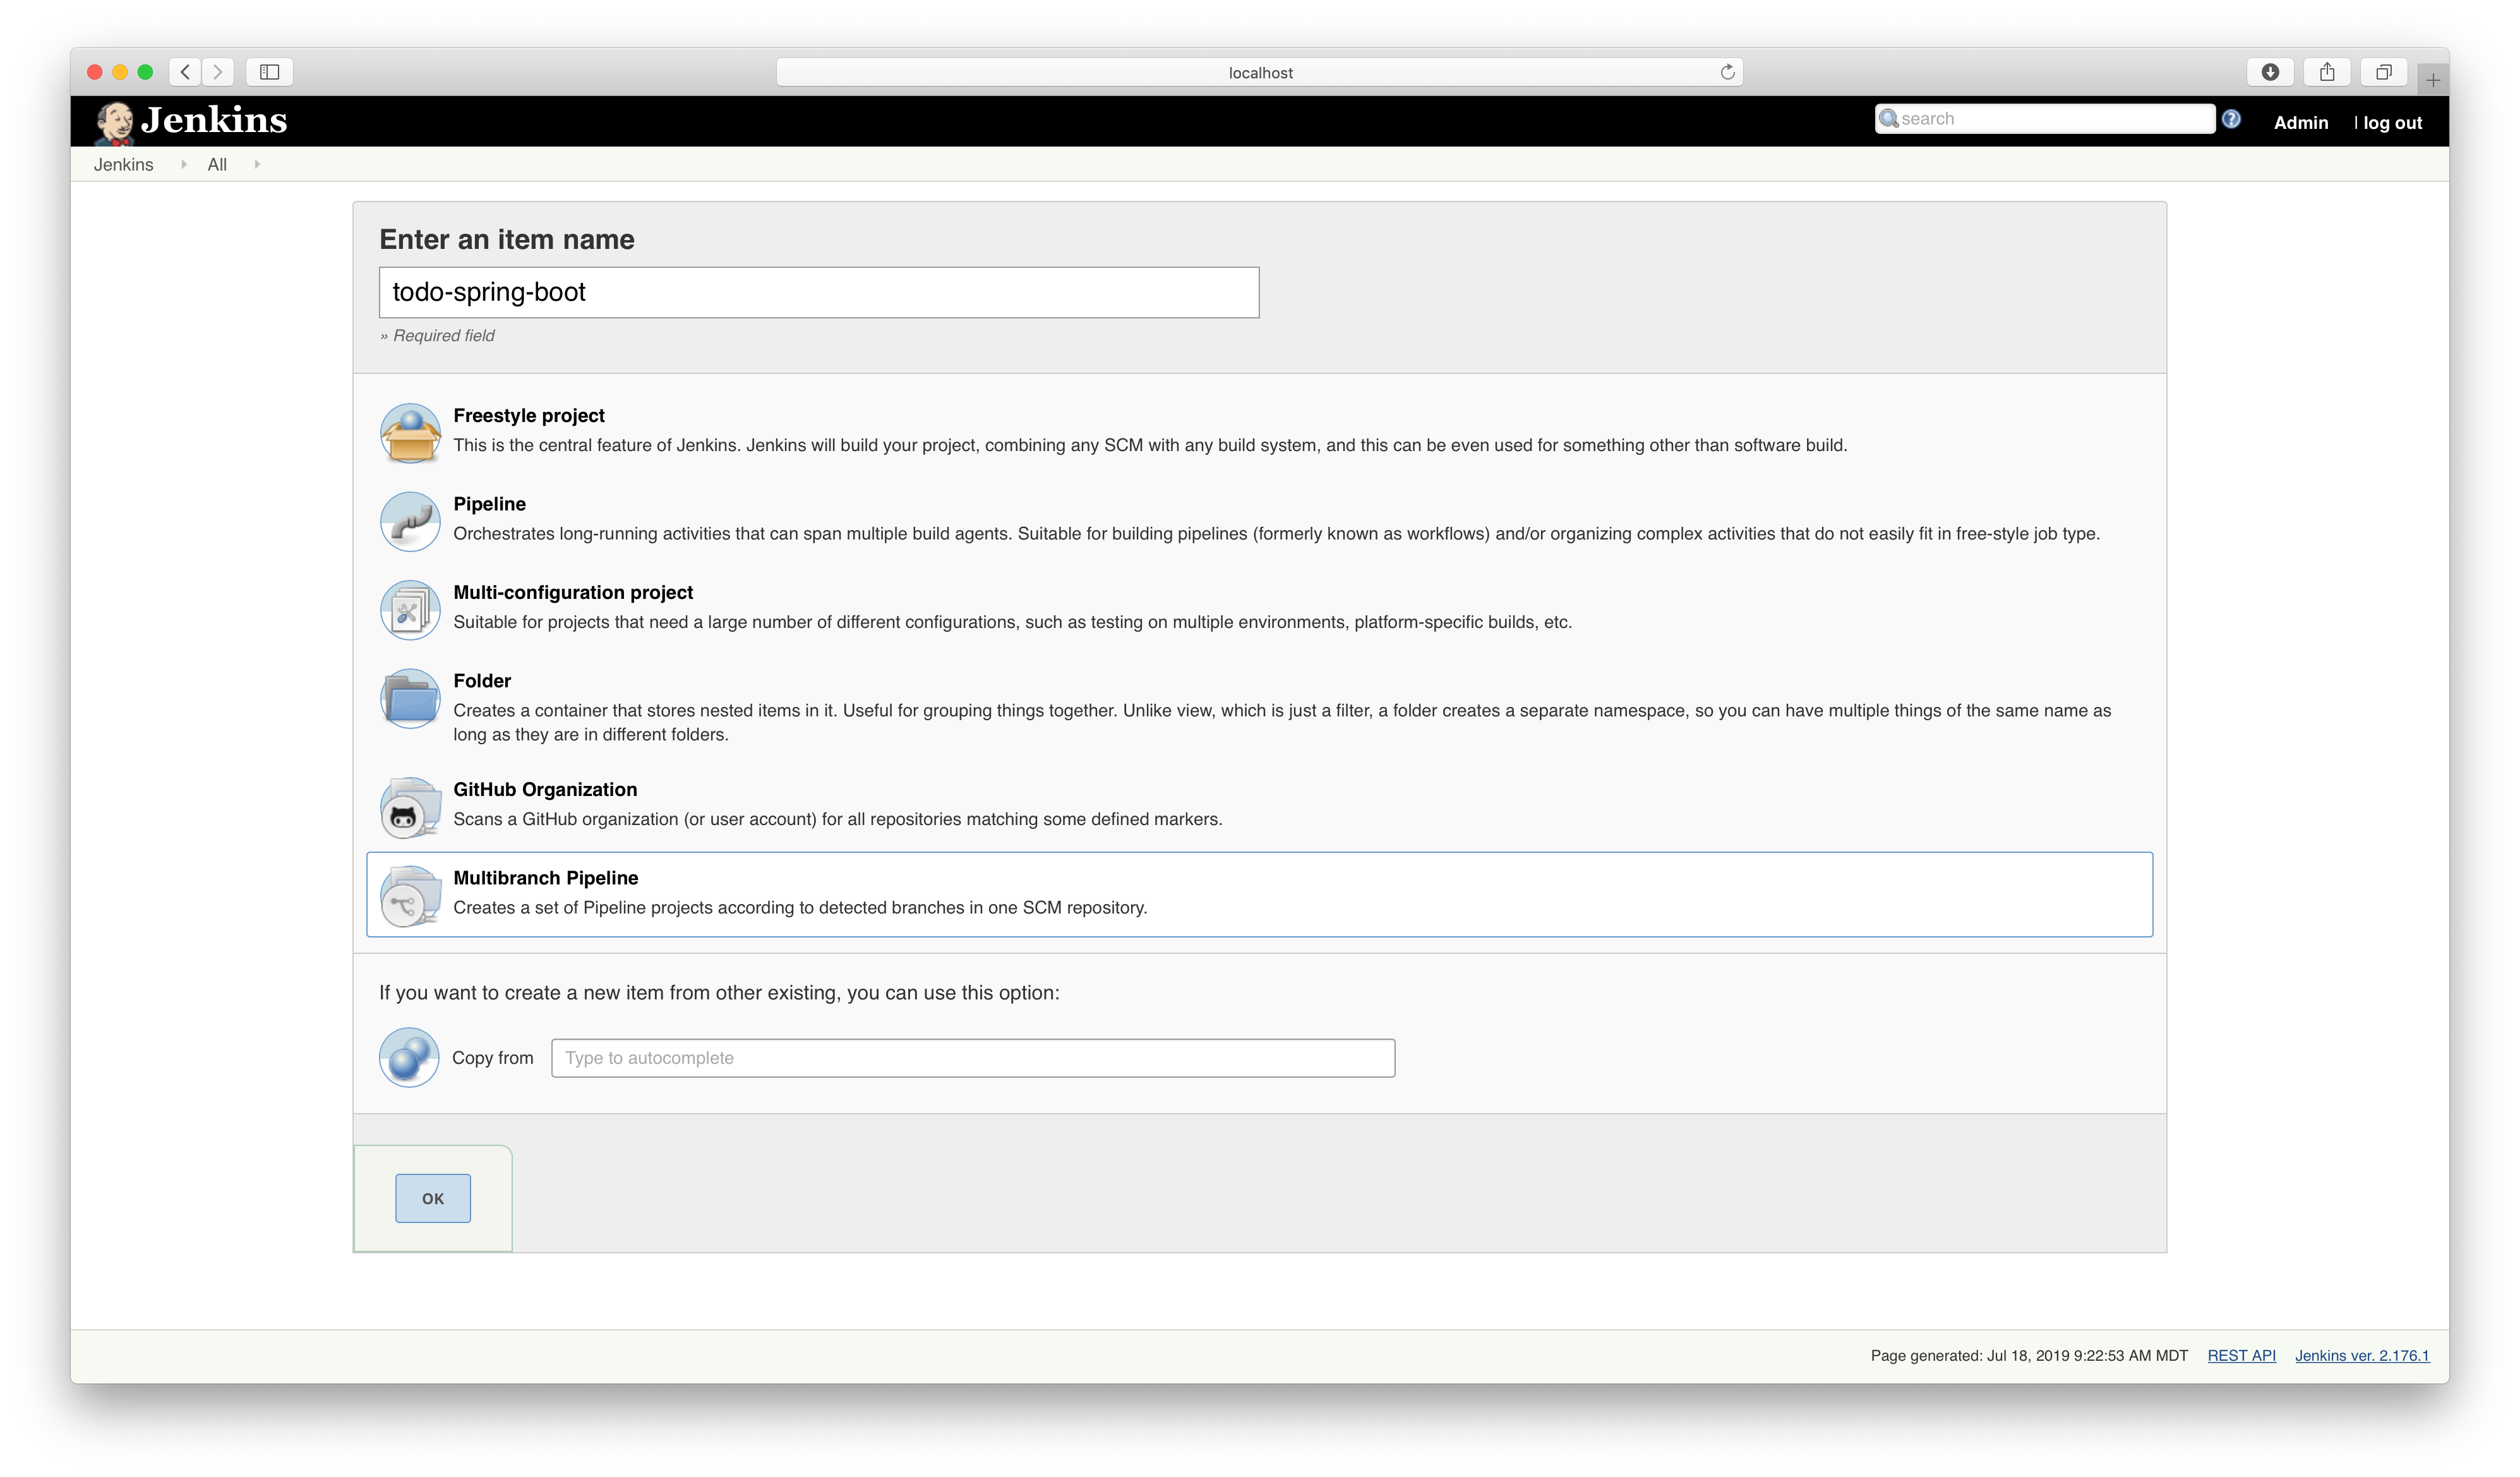 localhost
Jenkins
search
Admin
| log out
Jenkins
All
Enter an item name
todo-spring-boot
» Required field
Freestyle project
This is the central feature of Jenkins. Jenkins will build your project, combining any SCM with any build system, and this can be even used for something other than software build.
Pipeline
Orchestrates long-running activities that can span multiple build agents. Suitable for building pipelines (formerly known as workflows) and/or organizing complex activities that do not easily fit in free-style job type.
Multi-configuration project
Suitable for projects that need a large number of different configurations, such as testing on multiple environments, platform-specific builds, etc.
Folder
Creates a container that stores nested items in it. Useful for grouping things together. Unlike view, which is just a filter, a folder creates a separate namespace, so you can have multiple things of the same name as
long as they are in different folders.
GitHub Organization
Scans a GitHub organization (or user account) for all repositories matching some defined markers.
Multibranch Pipeline
Creates a set of Pipeline projects according to detected branches in one SCM repository.
If you want to create a new item from other existing, you can use this option:
Copy from
Type to autocomplete
OK
Page generated: Jul 18, 2019 9:22:53 AM MDT
REST API
Jenkins ver. 2.176.1